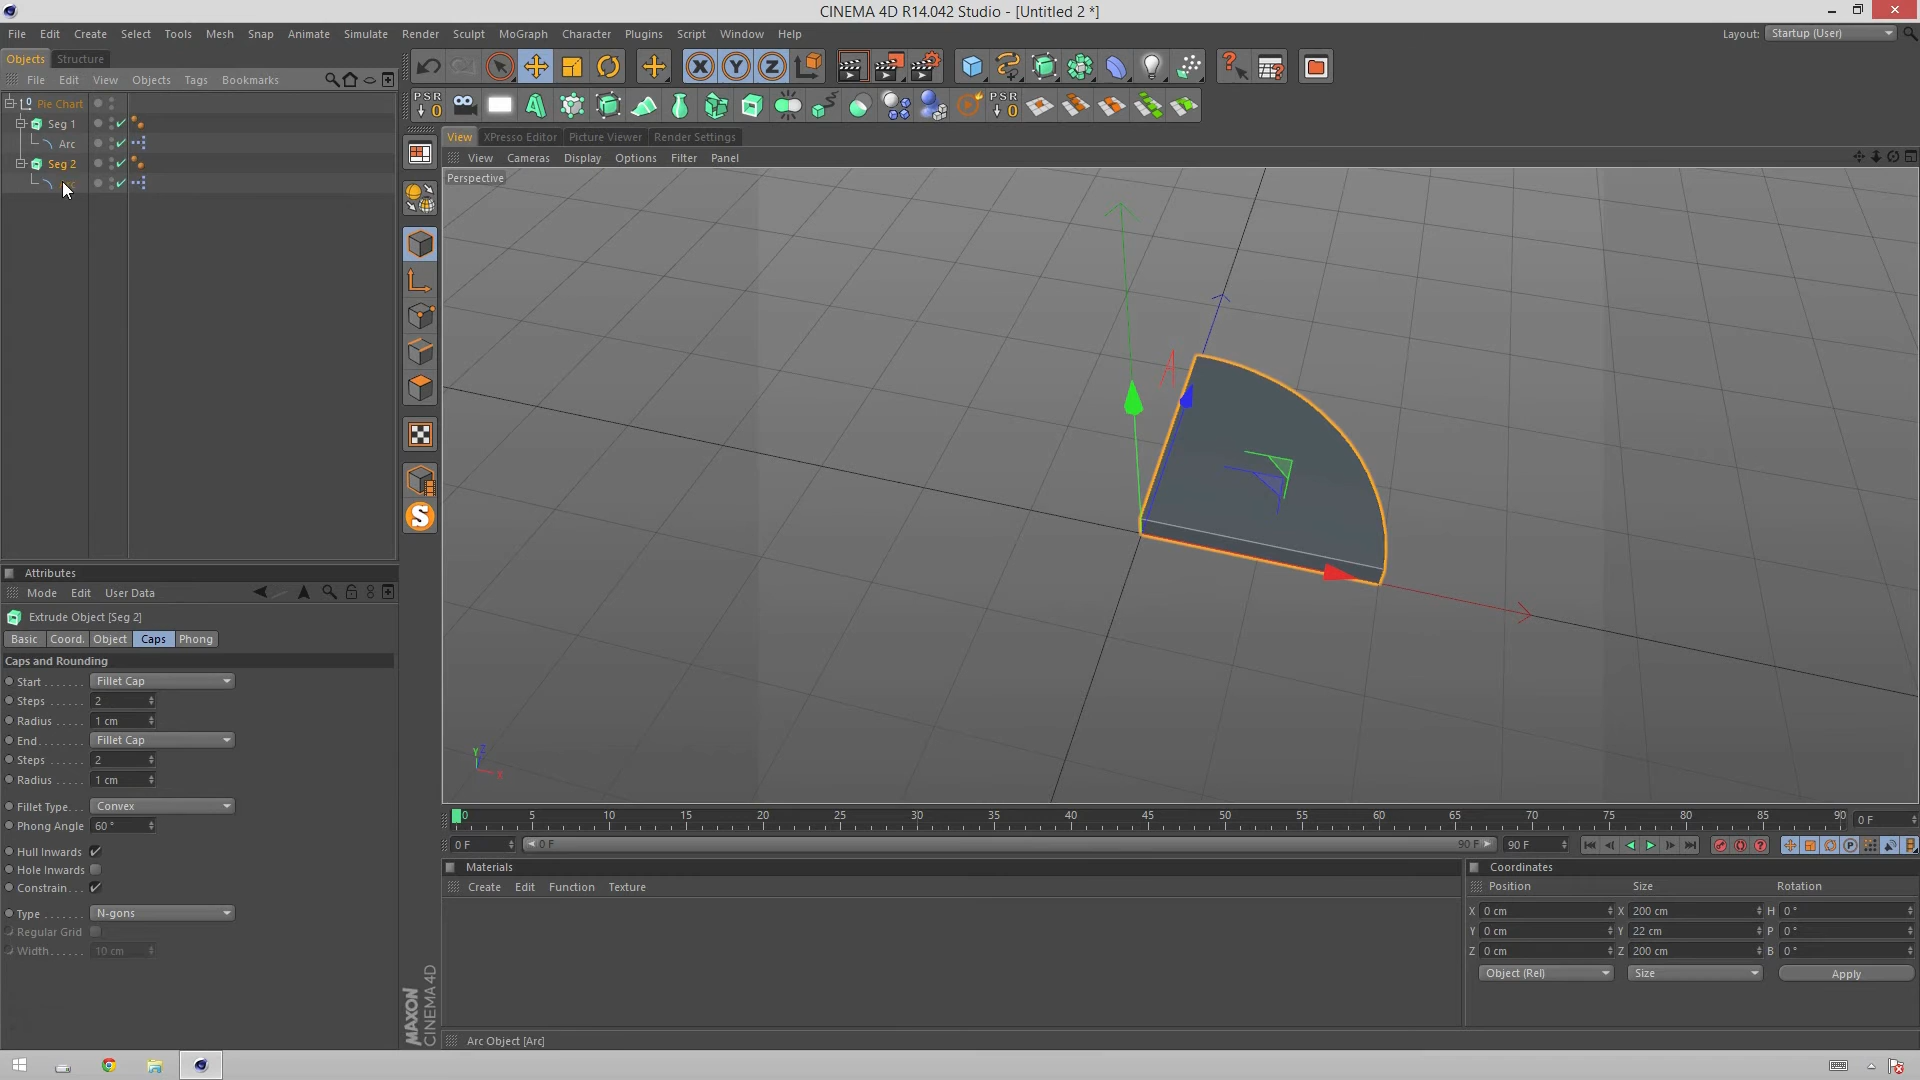 CINEMA 4D R14.042 Studio - [Untitled 2 *]
File Edit Create Select Tools Mesh Snap Animate Simulate Render Sculpt MoGraph Character Plugins Script Window Help
Layout: Startup (User)
Objects Structure
File Edit View Objects Tags Bookmarks
Pie Chart
Seg 1
Arc
Seg 2
PSR
0
PSR
0
View XPresso Editor Picture Viewer Render Settings
View Cameras Display Options Filter Panel
Perspective
Y Z
X
Attributes
Mode Edit User Data
Extrude Object [Seg 2]
Basic Coord. Object Caps Phong
Caps and Rounding
Start . . . . . . . Fillet Cap
Steps . . . . . . 2
Radius . . . . . 1 cm
End. . . . . . . . Fillet Cap
Steps . . . . . . 2
Radius . . . . . 1 cm
Fillet Type. . . Convex
Phong Angle 60 °
Hull Inwards
Hole Inwards
Constrain . . .
Type . . . . . . . N-gons
Regular Grid
Width. . . . . . 10 cm
0 5 10 15 20 25 30 35 40 45 50 55 60 65 70 75 80 85 90 0 F
0 F 0 F 90 F 90 F
Materials
Create Edit Function Texture
Coordinates
Position Size Rotation
X 0 cm X 200 cm H 0 °
Y 0 cm Y 22 cm P 0 °
Z 0 cm Z 200 cm B 0 °
Object (Rel) Size Apply
MAXON
CINEMA 4D
Arc Object [Arc]